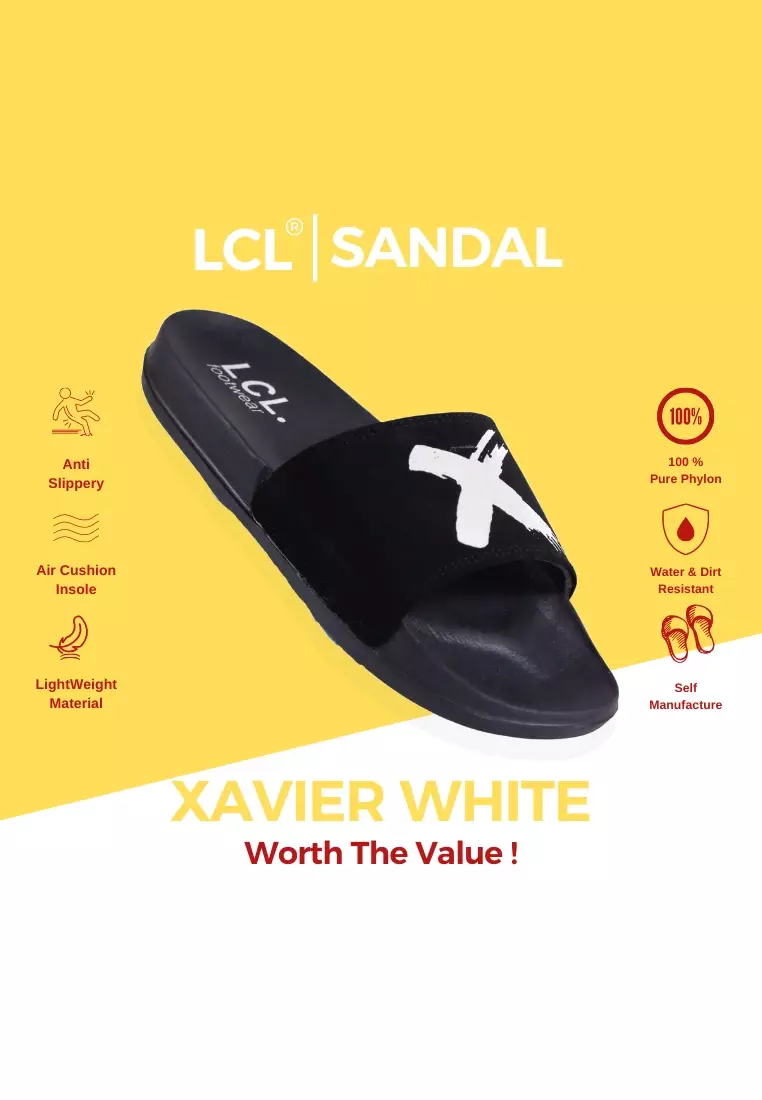 LCL® | SANDAL
LCL.
footwear
Anti
Slippery
Air Cushion
Insole
LightWeight
Material
100%
100 %
Pure Phylon
Water & Dirt
Resistant
Self
Manufacture
XAVIER WHITE
Worth The Value !